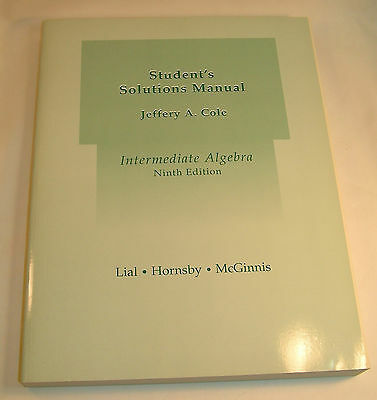 Student's
Solutions Manual
Jeffery A. Cole
Intermediate Algebra
Ninth Edition
Lial • Hornsby • McGinnis